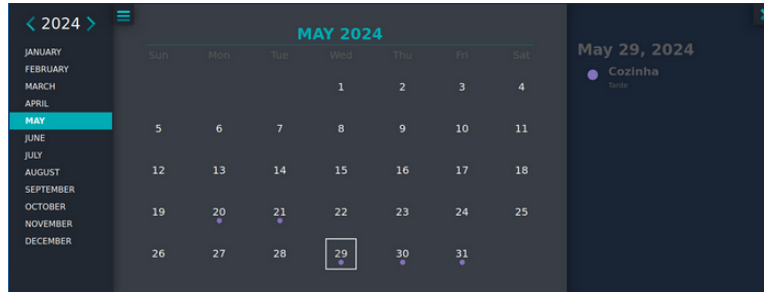 2024
JANUARY
FEBRUARY
MARCH
APRIL
MAY
JUNE
JULY
AUGUST
SEPTEMBER
OCTOBER
NOVEMBER
DECEMBER
MAY 2024
Sun Mon Tue Wed Thu Fri Sat
1 2 3 4
5 6 7 8 9 10 11
12 13 14 15 16 17 18
19 20 21 22 23 24 25
26 27 28 29 30 31
May 29, 2024
Cozinha
Tarde